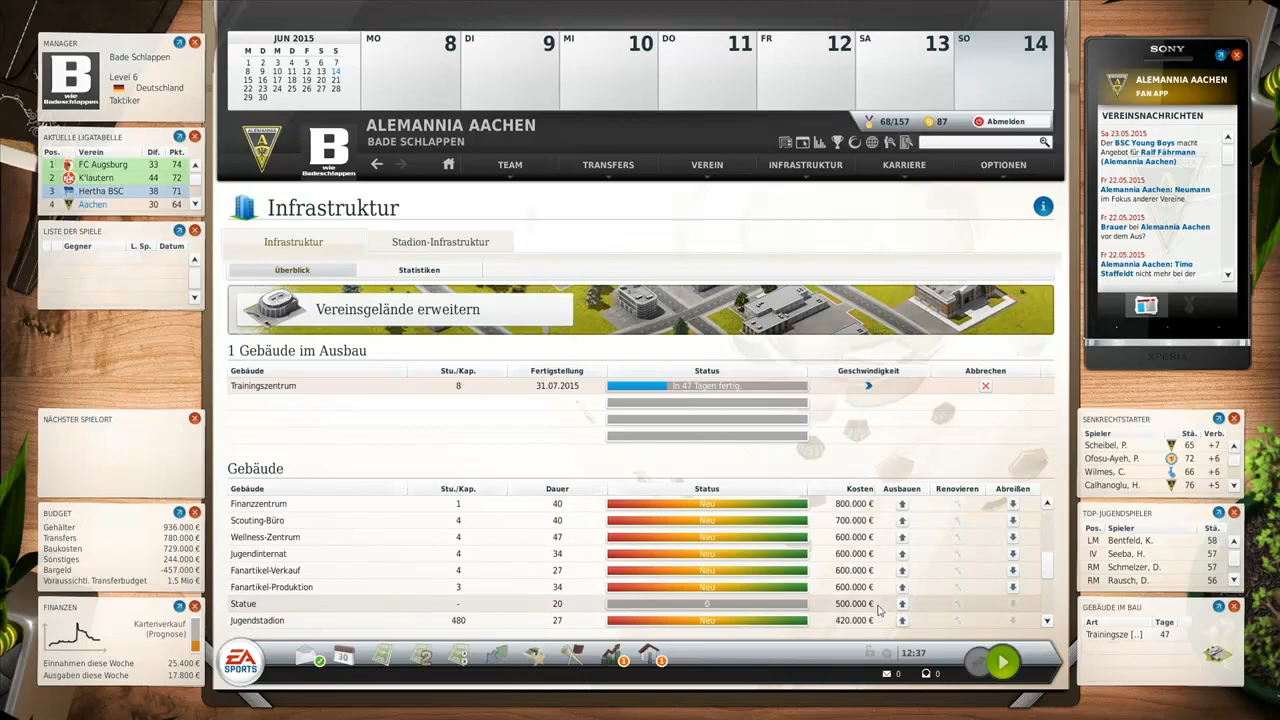 MANAGER
B
wie
Badeschlappen
Bade Schlappen
Level 6
Deutschland
Taktiker
AKTUELLE LIGATABELLE
Pos. Verein Dif. Pkt.
1 FC Augsburg 33 74
2 K'lautern 44 72
3 Hertha BSC 38 71
4 Aachen 30 64
LISTE DER SPIELE
Gegner L. Sp. Datum
NÄCHSTER SPIELORT
BUDGET
Gehälter 936.000 €
Transfers 780.000 €
Baukosten 729.000 €
Sonstiges 244.000 €
Bargeld -457.000 €
Voraussichtl. Transferbudget 1.5 Mio €
FINANZEN
Kartenverkauf
(Prognose)
Einnahmen diese Woche 25.400 €
Ausgaben diese Woche 17.800 €
JUN 2015
M D M D F S S
1 2 3 4 5 6 7
8 9 10 11 12 13 14
15 16 17 18 19 20 21
22 23 24 25 26 27 28
29 30
MO 8 DI 9 MI 10 DO 11 FR 12 SA 13 SO 14
ALEMANNIA AACHEN
BADE SCHLAPPEN
B
wie
Badeschlappen
68/157 87 Abmelden
TEAM TRANSFERS VEREIN INFRASTRUKTUR KARRIERE OPTIONEN
Infrastruktur
Infrastruktur Stadion-Infrastruktur
Überblick Statistiken
Vereinsgelände erweitern
1 Gebäude im Ausbau
Gebäude Stu./Kap. Fertigstellung Status Geschwindigkeit Abbrechen
Trainingszentrum 8 31.07.2015 In 47 Tagen fertig.
Gebäude
Gebäude Stu./Kap. Dauer Status Kosten Ausbauen Renovieren Abreißen
Finanzzentrum 1 40 Neu 800.000 €
Scouting-Büro 4 40 Neu 700.000 €
Wellness-Zentrum 4 47 Neu 600.000 €
Jugendinternat 4 34 Neu 600.000 €
Fanartikel-Verkauf 4 27 Neu 600.000 €
Fanartikel-Produktion 3 34 Neu 600.000 €
Statue - 20 0 500.000 €
Jugendstadion 480 27 Neu 420.000 €
EA
SPORTS
30
2
1
1
12:37
0 0
SONY
ALEMANNIA AACHEN
FAN APP
VEREINSNACHRICHTEN
Sa 23.05.2015
Der BSC Young Boys macht
Angebot für Ralf Fährmann
(Alemannia Aachen)
Fr 22.05.2015
Alemannia Aachen: Neumann
im Fokus anderer Vereine.
Fr 22.05.2015
Brauer bei Alemannia Aachen
vor dem Aus?
Fr 22.05.2015
Alemannia Aachen: Timo
Staffeldt nicht mehr bei der
XPERIA
SENKRECHTSTARTER
Spieler Stä. Verb.
Scheibel, P. 65 +7
Ofosu-Ayeh, P. 72 +6
Wilmes, C. 66 +6
Calhanoglu, H. 76 +5
TOP-JUGENDSPIELER
Pos. Spieler Stä.
LM Bentfeld, K. 58
IV Seeba, H. 57
RM Schmelzer, D. 57
RM Rausch, D. 56
GEBÄUDE IM BAU
Art Tage
Trainingsze [..] 47